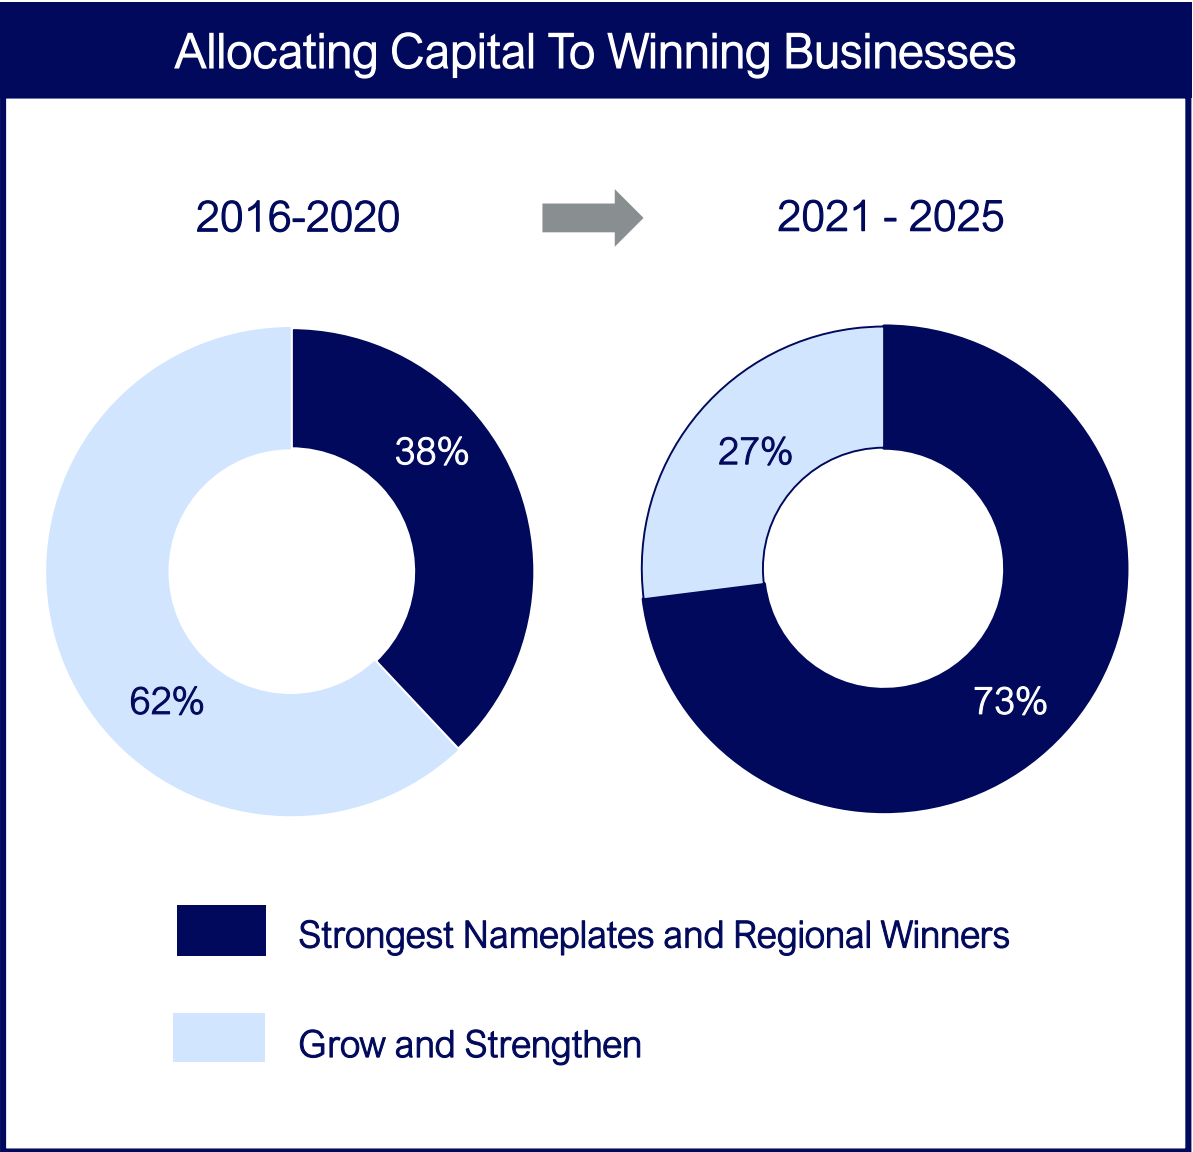 Allocating Capital To Winning Businesses
2016-2020
2021 - 2025
38%
62%
27%
73%
Strongest Nameplates and Regional Winners
Grow and Strengthen